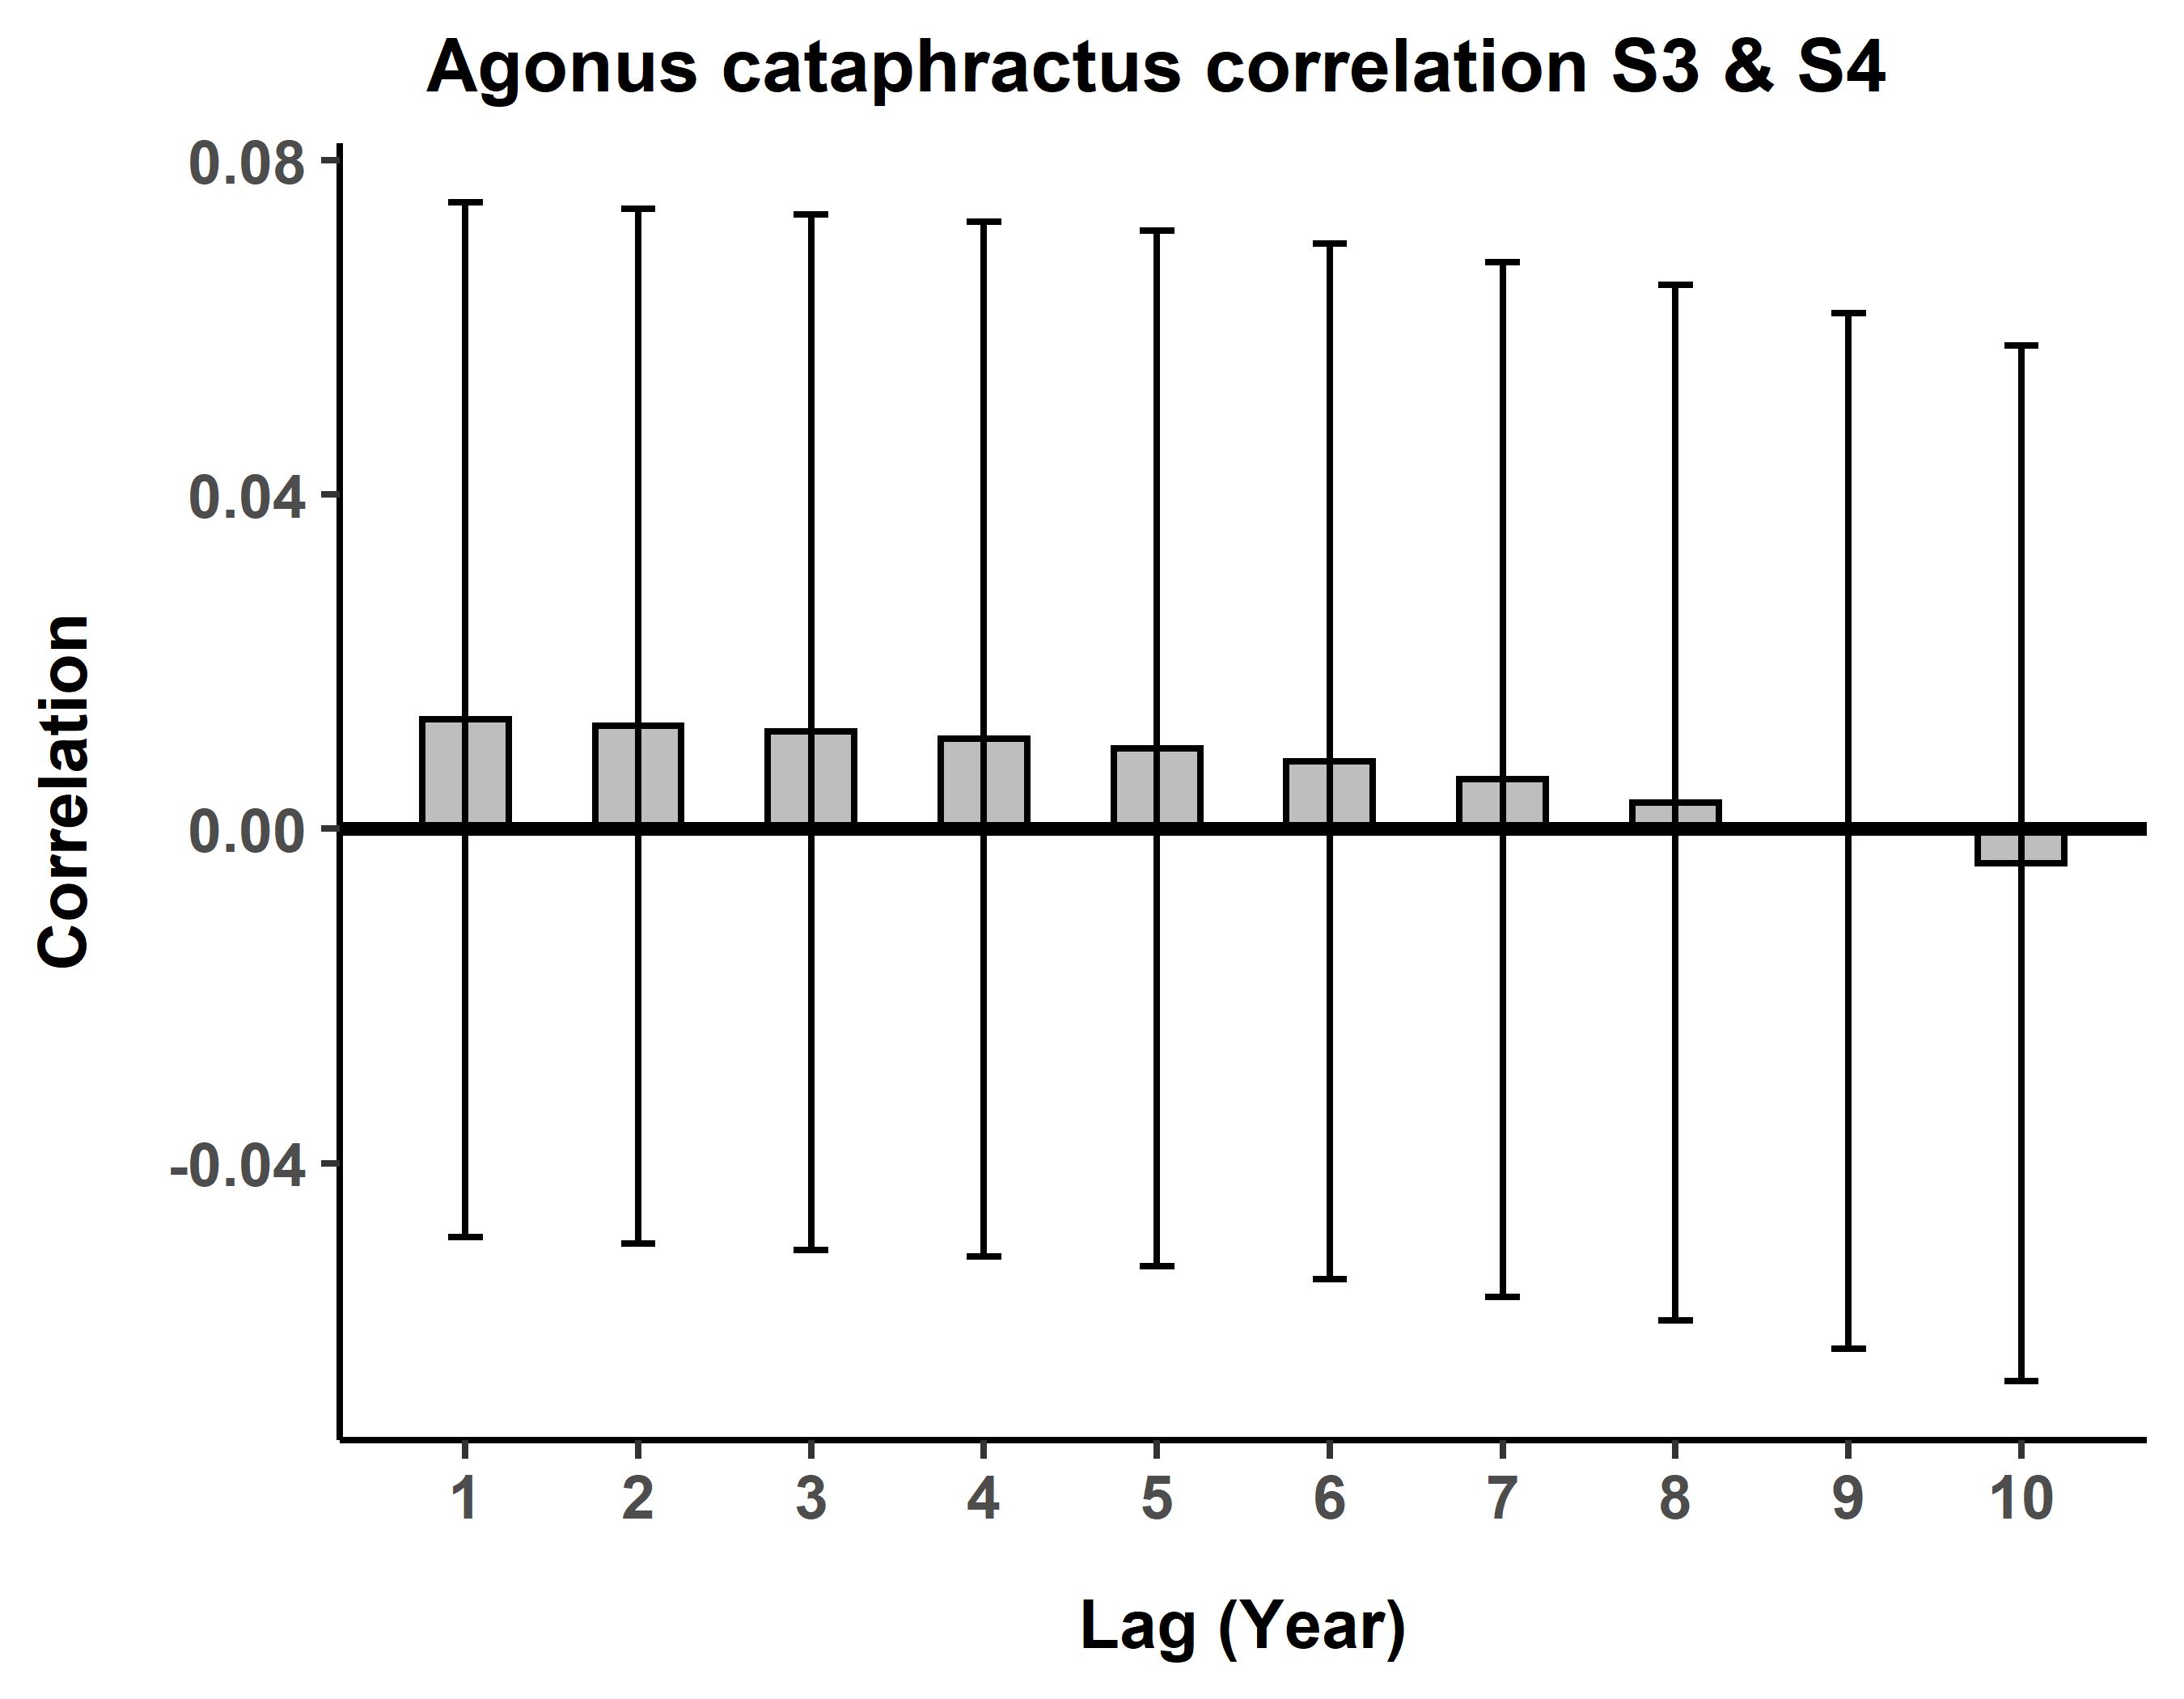 Agonus cataphractus correlation S3 & S4
0.08
0.04
0.00
-0.04
Correlation
1 2 3 4 5 6 7 8 9 10
Lag (Year)